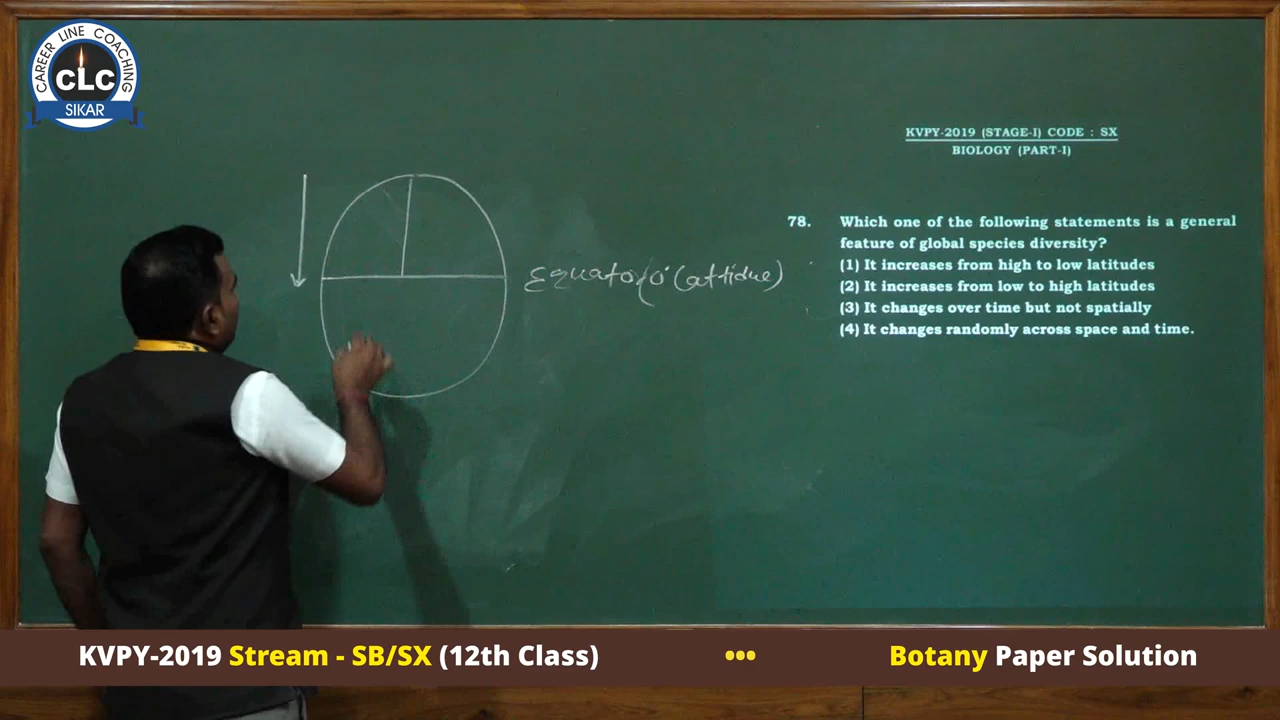 CAREER LINE COACHING
CLC
SIKAR
KVPY-2019 (STAGE-I) CODE : SX
BIOLOGY (PART-I)
78. Which one of the following statements is a general
feature of global species diversity?
(1) It increases from high to low latitudes
(2) It increases from low to high latitudes
(3) It changes over time but not spatially
(4) It changes randomly across space and time.
KVPY-2019 Stream - SB/SX (12th Class) ••• Botany Paper Solution